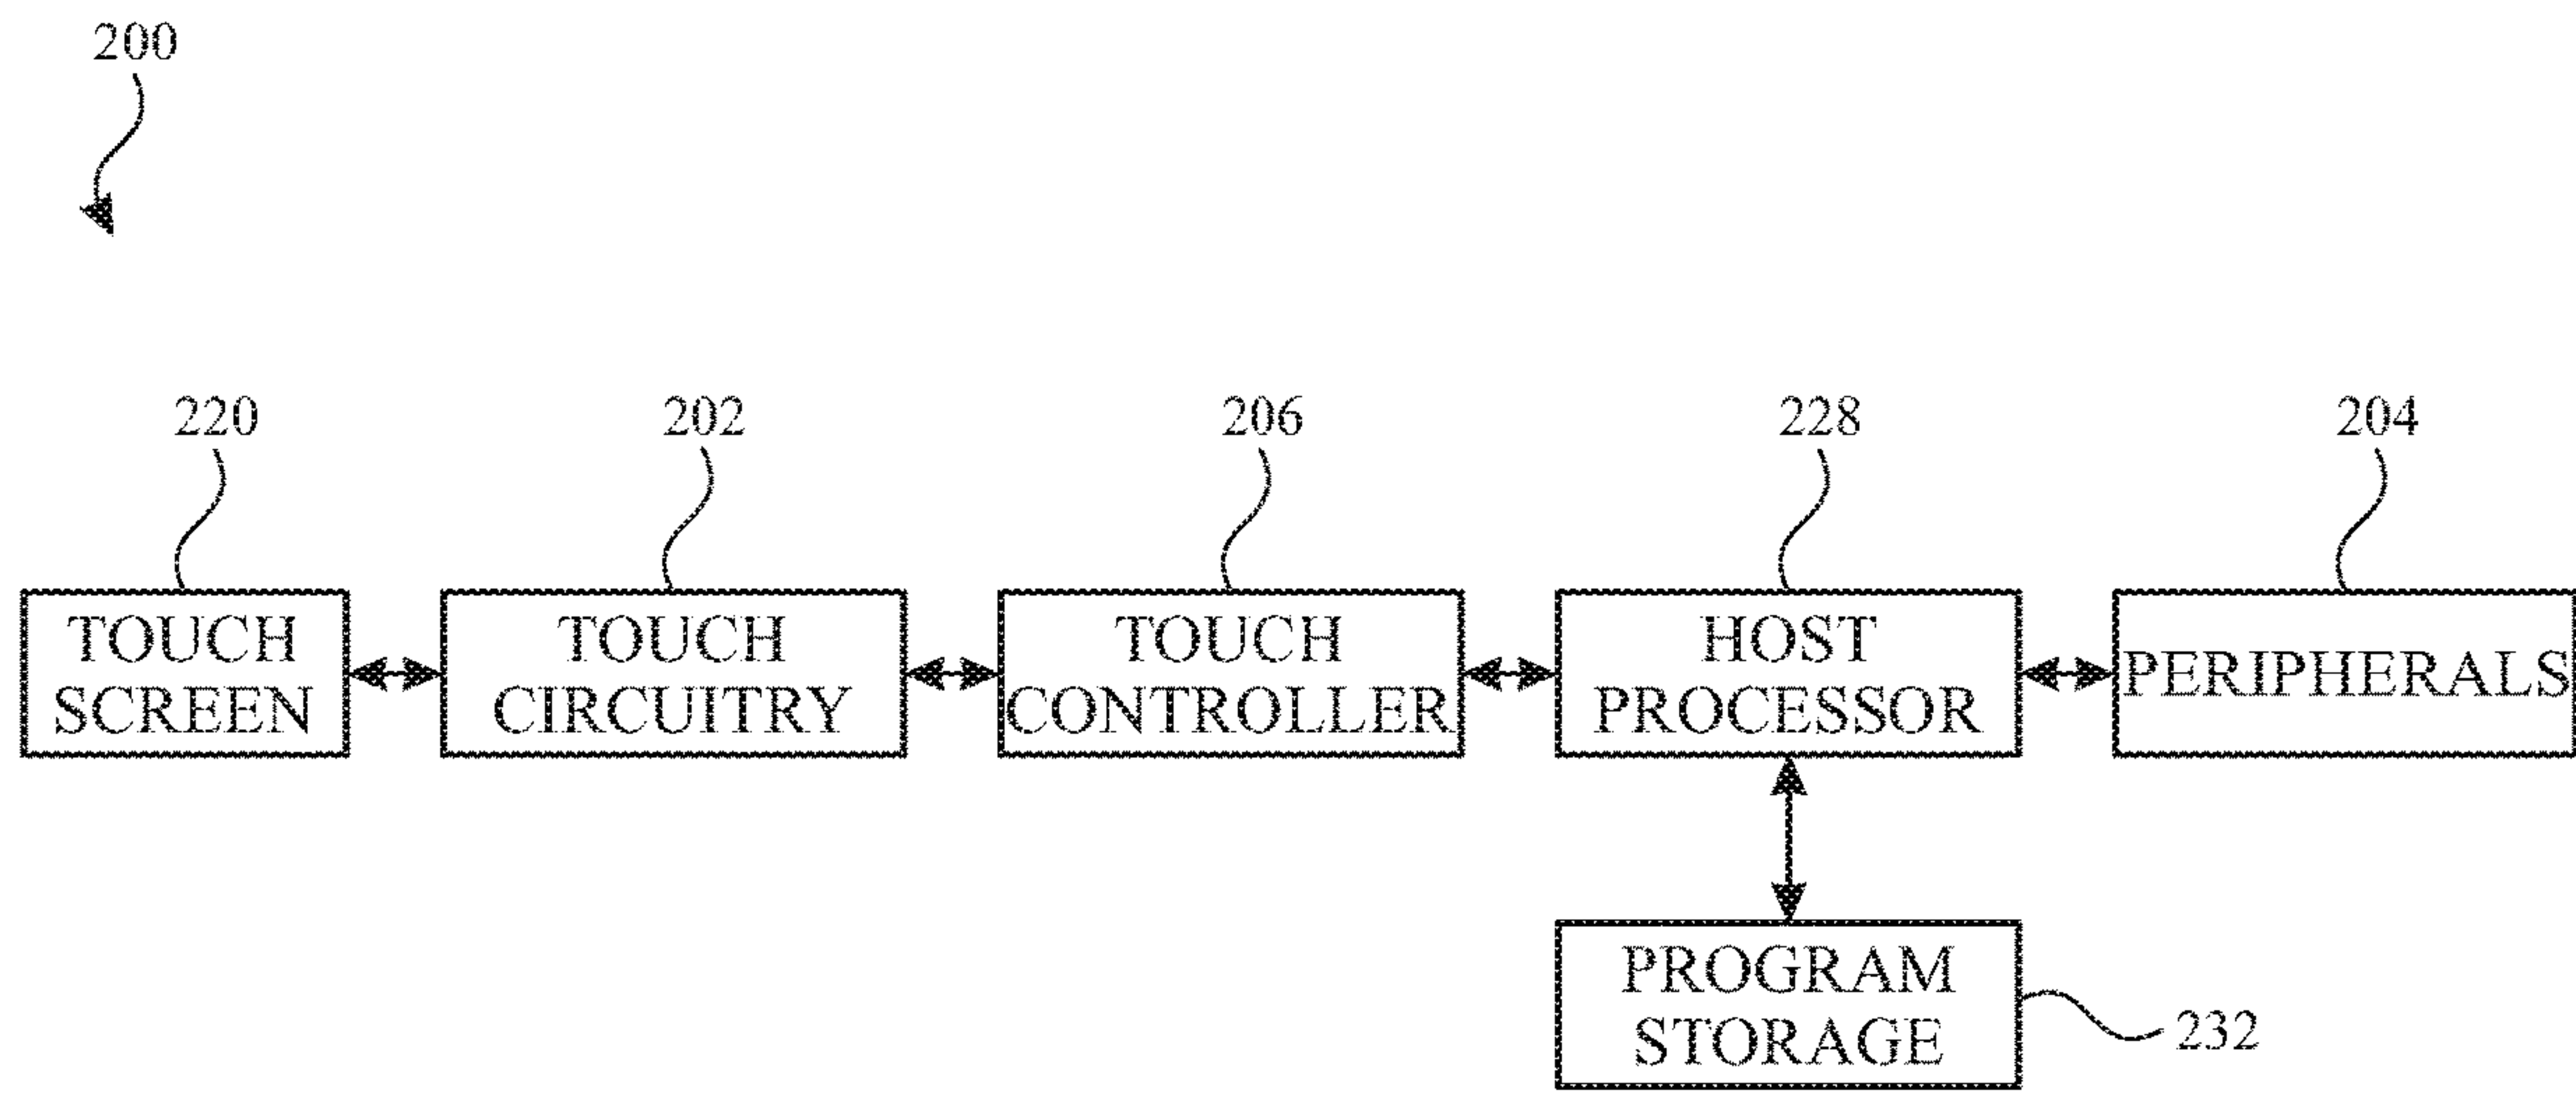 200
220
202
206
228
204
TOUCH
SCREEN
TOUCH
CIRCUITRY
TOUCH
CONTROLLER
HOST
PROCESSOR
PERIPHERALS
PROGRAM
STORAGE
232